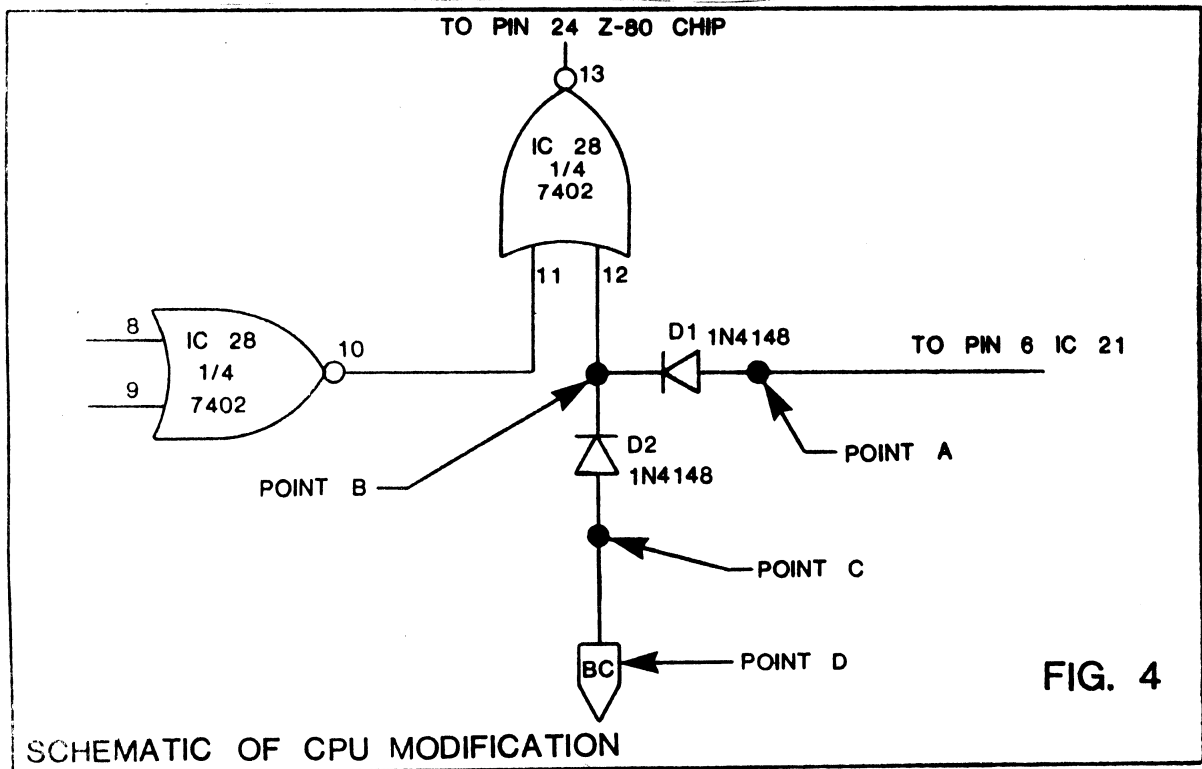 TO PIN 24 Z-80 CHIP
13
IC 28
1/4
7402
11
12
8
9
IC 28
1/4
7402
10
D1 1N4148
TO PIN 6 IC 21
POINT A
D2
1N4148
POINT B
POINT C
BC
POINT D
FIG. 4
SCHEMATIC OF CPU MODIFICATION